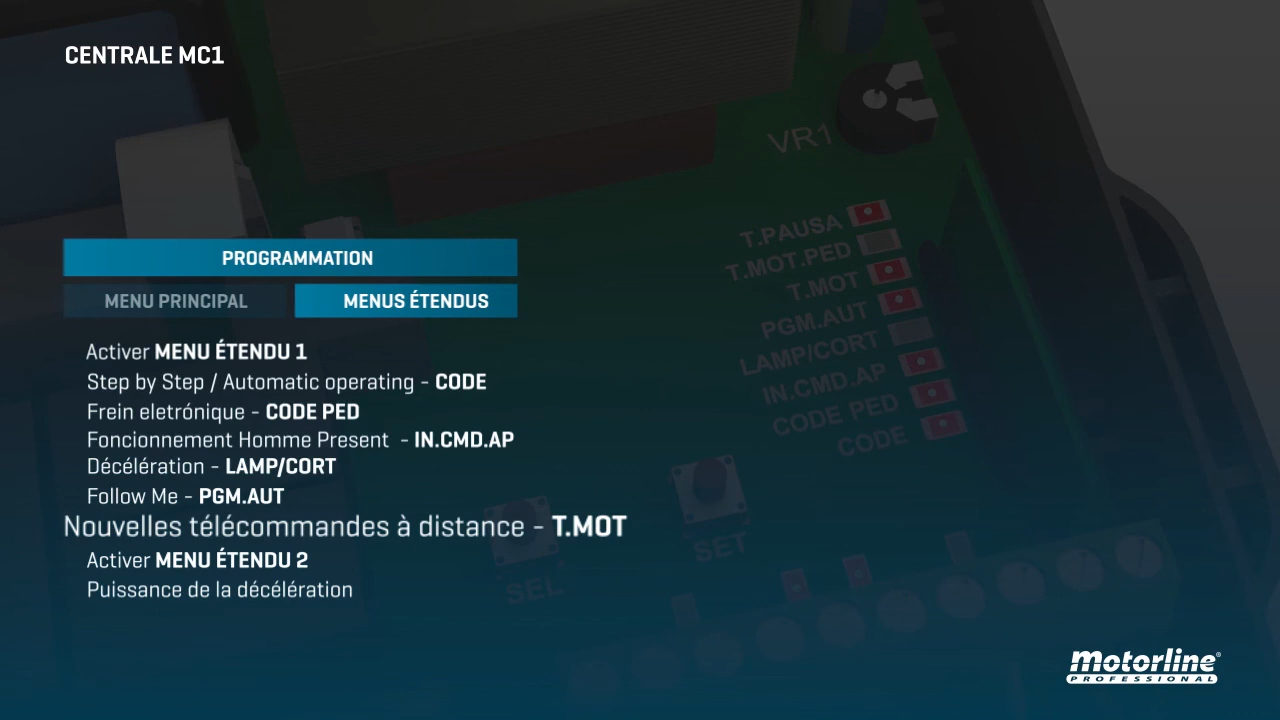 CENTRALE MC1
VR1
T.PAUSA
T.MOT.PED
T.MOT
PGM.AUT
LAMP/CORT
IN.CMD.AP
CODE PED
CODE
PROGRAMMATION
MENU PRINCIPAL
MENUS ÉTENDUS
Activer MENU ÉTENDU 1
Step by Step / Automatic operating - CODE
Frein eletrónique - CODE PED
Foncionnement Homme Present - IN.CMD.AP
Décélération - LAMP/CORT
Follow Me - PGM.AUT
Nouvelles télécommandes à distance - T.MOT
Activer MENU ÉTENDU 2
Puissance de la décélération
SEL
SET
motorline®
PROFESSIONAL